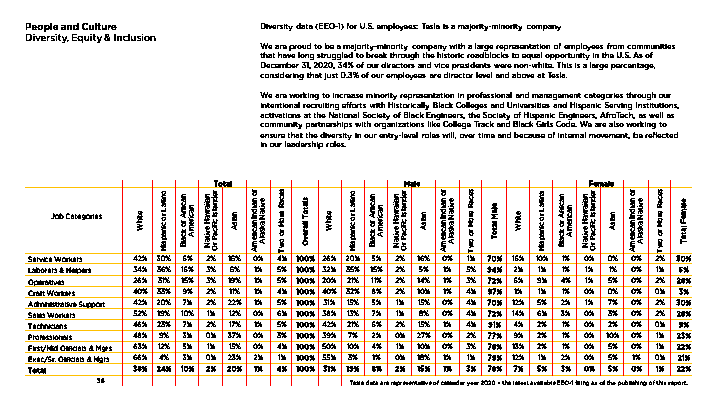 People and Culture
Diversity, Equity & Inclusion
Diversity data (EEO-1) for U.S. employees: Tesla is a majority-minority company
We are proud to be a majority-minority company with a large representation of employees from communities
that have long struggled to break through the historic roadblocks to equal opportunity in the U.S. As of
December 31, 2020, 34% of our directors and vice presidents were non-white. This is a large percentage,
considering that just 0.3% of our employees are director level and above at Tesla.
We are working to increase minority representation in professional and management categories through our
intentional recruiting efforts with Historically Black Colleges and Universities and Hispanic Serving Institutions,
activations at the National Society of Black Engineers, the Society of Hispanic Engineers, AfroTech, as well as
community partnerships with organizations like College Track and Black Girls Code. We are also working to
ensure that the diversity in our entry-level roles will, over time and because of internal movement, be reflected
in our leadership roles.
Total Male Female
Job Categories White Hispanic or Latino Black or African American Native Hawaiian Or Pacific Islander Asian American Indian or Alaska Native Two or More Races Overall Totals White Hispanic or Latino Black or African American Native Hawaiian Or Pacific Islander Asian American Indian or Alaska Native Two or More Races Total Male White Hispanic or Latino Black or African American Native Hawaiian Or Pacific Islander Asian American Indian or Alaska Native Two or More Races Total Female
Service Workers 42% 30% 6% 2% 16% 0% 4% 100% 26% 20% 5% 2% 16% 0% 1% 70% 16% 10% 1% 0% 0% 0% 30%
Laborers & Helpers 34% 36% 16% 3% 6% 1% 5% 100% 32% 35% 15% 2% 5% 1% 5% 94% 2% 1% 1% 1% 1% 0% 0%
Operatives 26% 31% 15% 3% 19% 1% 5% 100% 20% 21% 11% 2% 14% 4% 72% 6% 9% 4% 1% 5% 0% 28%
Craft Workers 40% 33% 9% 2% 11% 1% 4% 100% 40% 32% 8% 2% 10% 4% 97% 1% 1% 1% 0% 0% 0% 0% 3%
Administrative Support 42% 20% 7% 2% 22% 1% 100% 31% 15% 5% 1% 15% 0% 4% 70% 12% 5% 2% 1% 7% 0% 30%
Sales Workers 52% 19% 10% 1% 12% 0% 6% 100% 38% 13% 7% 1% 8% 0% 4% 72% 14% 6% 3% 0% 3% 0% 28%
Technicians 46% 23% 7% 2% 17% 1% 5% 100% 42% 21% 6% 2% 15% 1% 4% 91% 4% 2% 1% 0% 2% 0% 0% 9%
Professionals 48% 9% 3% 0% 37% 0% 3% 100% 39% 7% 2% 0% 27% 0% 77% 9% 2% 1% 0% 10% 0% 0% 23%
First/Mid Officials & Mgrs 63% 12% 5% 1% 15% 0% 100% 50% 10% 4% 10% 0% 3% 78% 13% 2% 1% 0% 5% 0% 22%
Exec/Sr. Officials & Mgrs 66% 4% 3% 0% 23% 2% 1% 100% 55% 3% 1% 0% 18% 1% 79% 12% 1% 2% 0% 5% 0% 1% 21%
Total 24% 10% 2% 20% 1% 4% 100% 31% 19% 2% 15% 1% 3% 78% 7% 5% 0% 5% 0% 1% 22%
Tesla data are representative of calendar year 2020 – the latest available EEO-1 filing as of the publishing of this report.